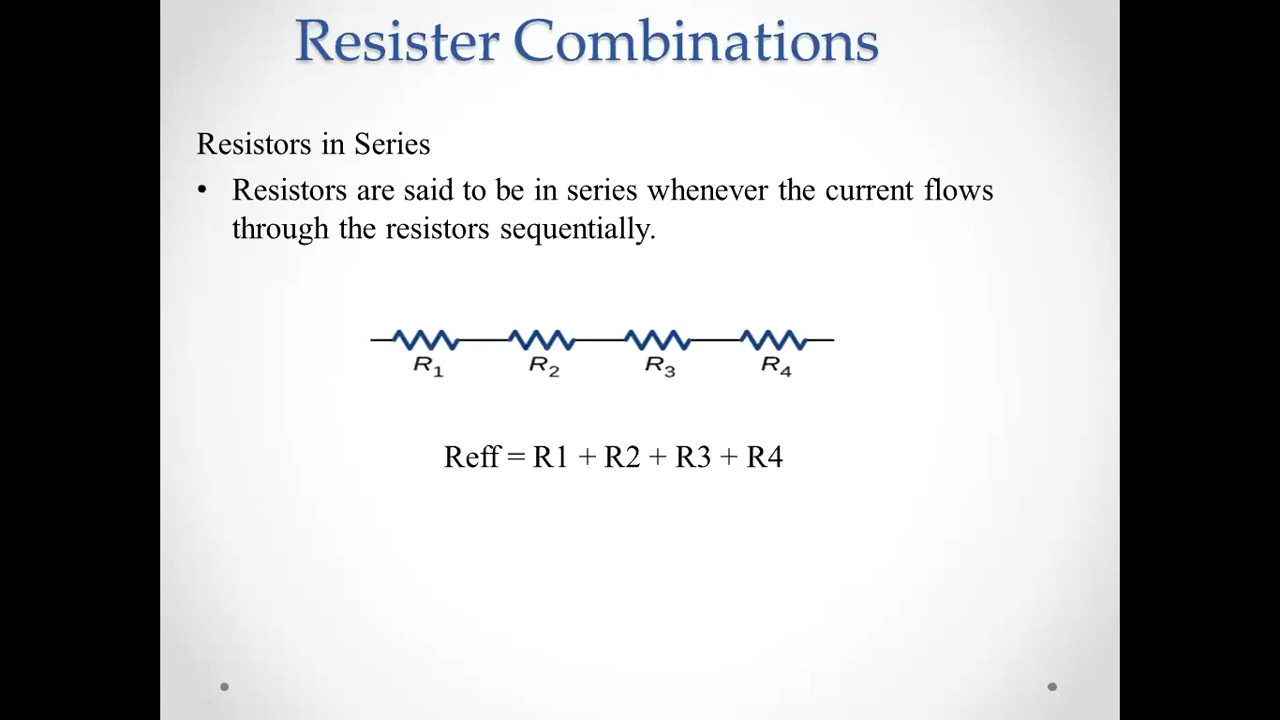 Resister Combinations
Resistors in Series
• Resistors are said to be in series whenever the current flows
through the resistors sequentially.
R1 R2 R3 R4
Reff = R1 + R2 + R3 + R4